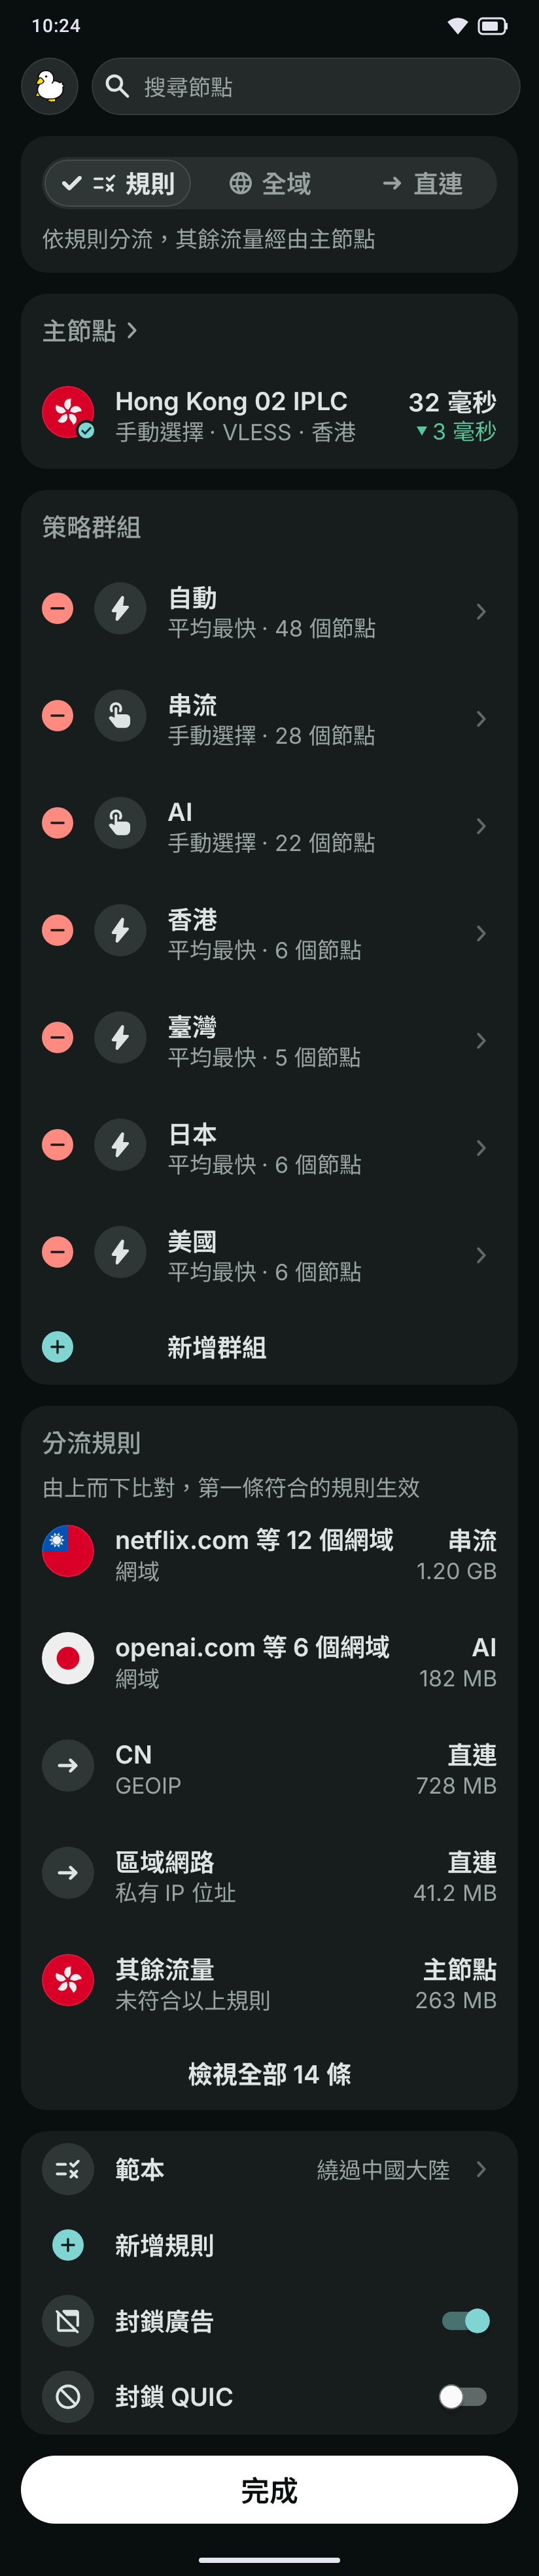 10:24
搜尋節點
規則
全域
直連
依規則分流，其餘流量經由主節點
主節點
Hong Kong 02 IPLC
32 毫秒
手動選擇 · VLESS · 香港
▼3 毫秒
策略群組
自動
平均最快 · 48 個節點
串流
手動選擇 · 28 個節點
AI
手動選擇 · 22 個節點
香港
平均最快 · 6 個節點
臺灣
平均最快 · 5 個節點
日本
平均最快 · 6 個節點
美國
平均最快 · 6 個節點
新增群組
分流規則
由上而下比對，第一條符合的規則生效
netflix.com 等 12 個網域
串流
網域
1.20 GB
openai.com 等 6 個網域
AI
網域
182 MB
CN
直連
GEOIP
728 MB
區域網路
直連
私有 IP 位址
41.2 MB
其餘流量
主節點
未符合以上規則
263 MB
檢視全部 14 條
範本
繞過中國大陸
新增規則
封鎖廣告
封鎖 QUIC
完成